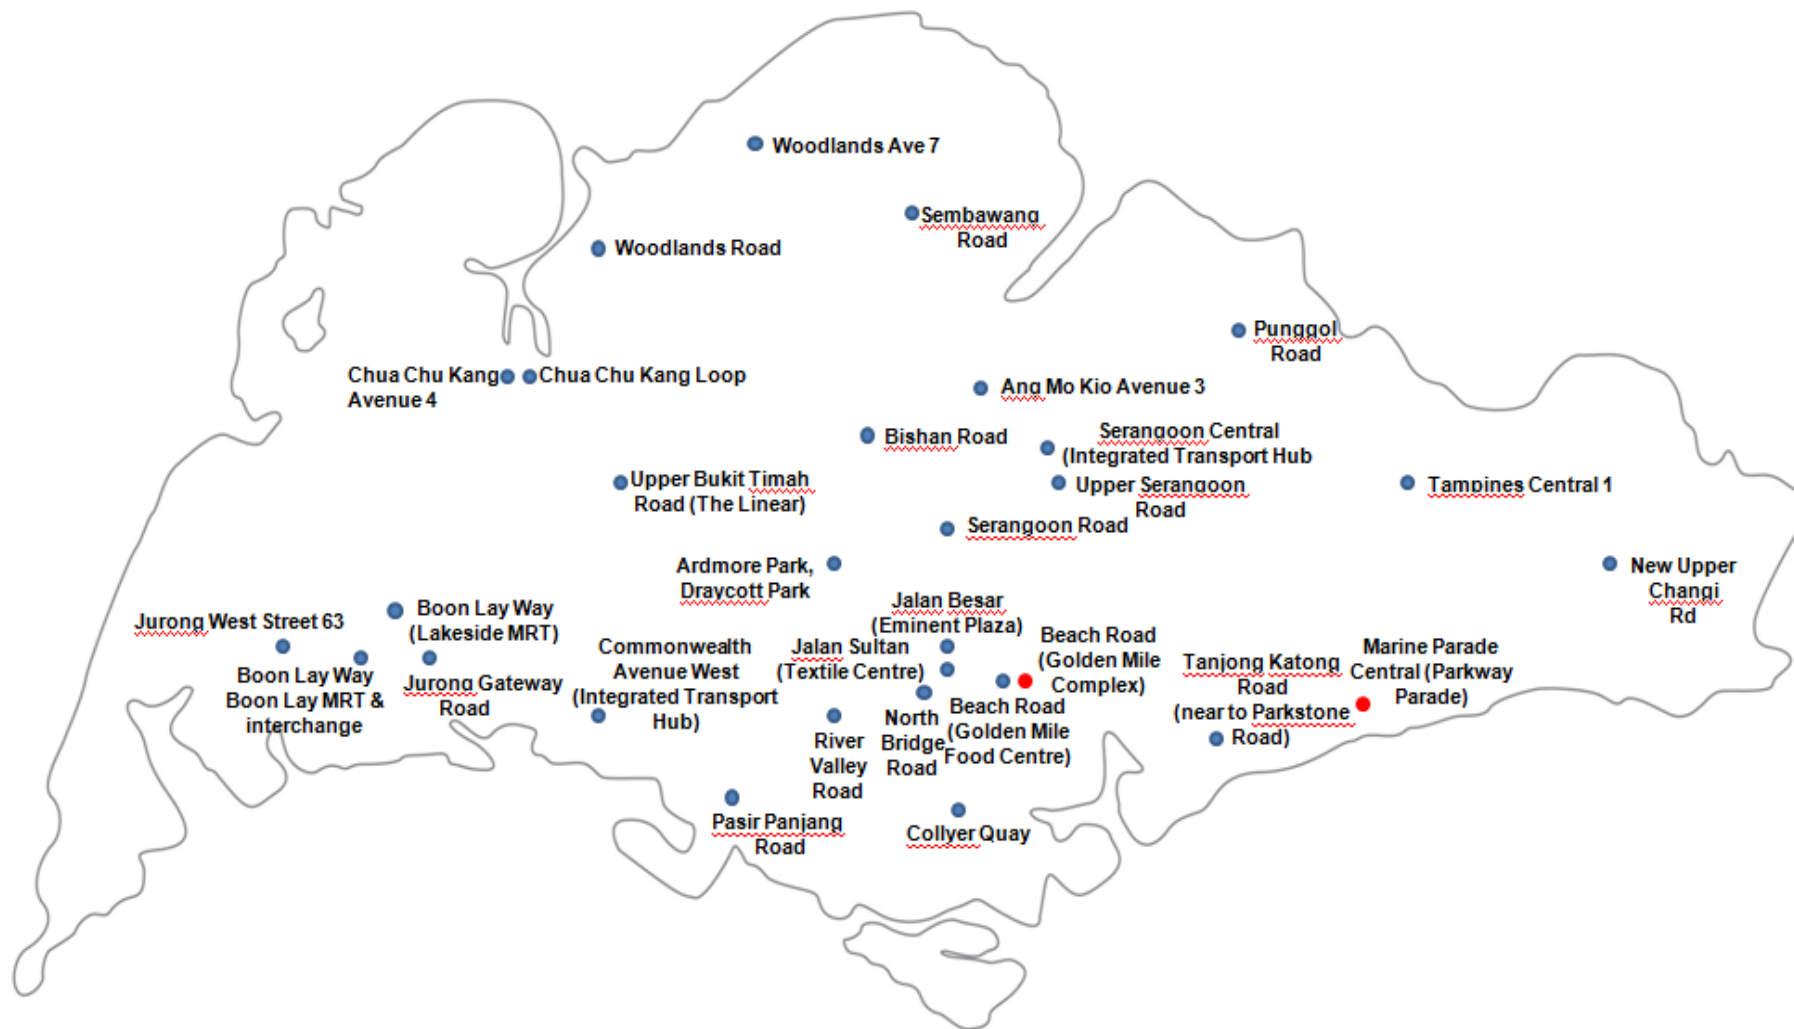 Woodlands Ave 7
Sembawang
Road
Woodlands Road
Punggol
Road
Chua Chu Kang
Avenue 4
Chua Chu Kang Loop
Ang Mo Kio Avenue 3
Bishan Road
Serangoon Central
(Integrated Transport Hub
Upper Bukit Timah
Road (The Linear)
Upper Serangoon
Road
Tampines Central 1
Serangoon Road
Ardmore Park,
Draycott Park
New Upper
Changi
Rd
Jurong West Street 63
Boon Lay Way
(Lakeside MRT)
Boon Lay Way
Boon Lay MRT &
interchange
Jurong Gateway
Road
Commonwealth
Avenue West
(Integrated Transport
Hub)
Jalan Besar
(Eminent Plaza)
Jalan Sultan
(Textile Centre)
Beach Road
(Golden Mile
Complex)
Tanjong Katong
Road
(near to Parkstone
Road)
Marine Parade
Central (Parkway
Parade)
River
Valley
Road
North
Bridge
Road
Beach Road
(Golden Mile
Food Centre)
Pasir Panjang
Road
Collyer Quay